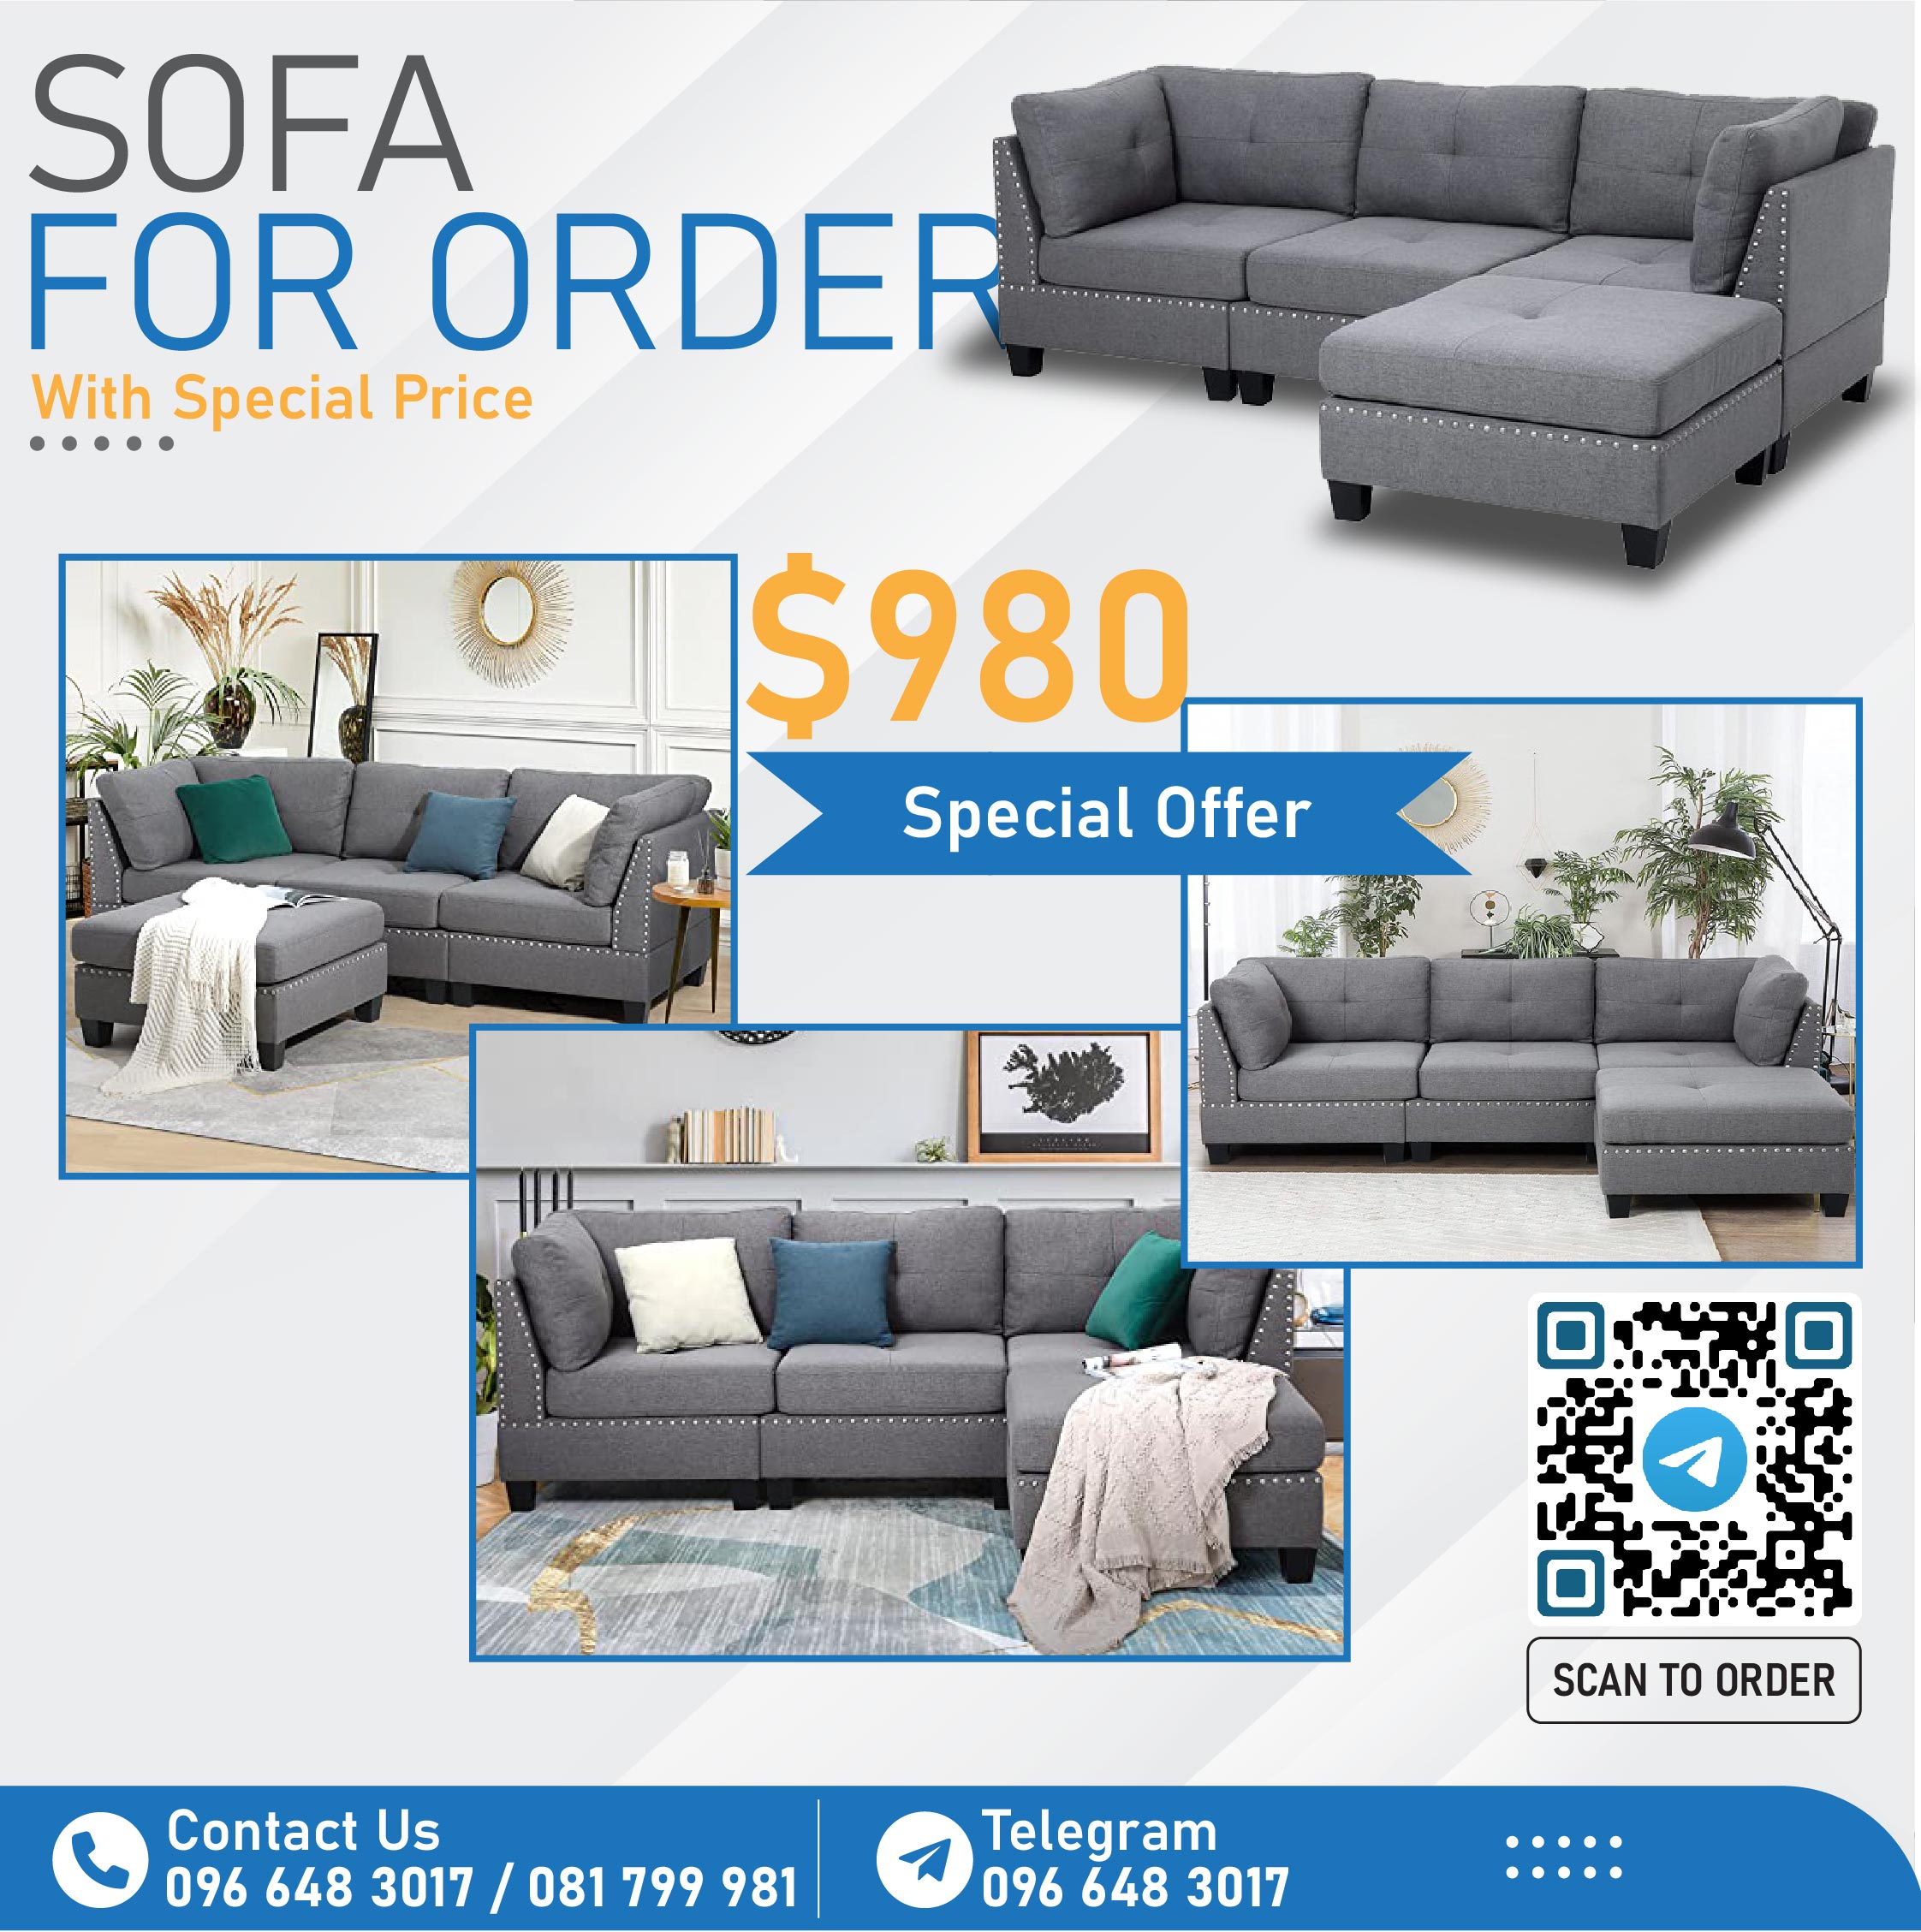 SOFA
FOR ORDER
With Special Price
$980
Special Offer
SCAN TO ORDER
Contact Us
096 648 3017 / 081 799 981
Telegram
096 648 3017